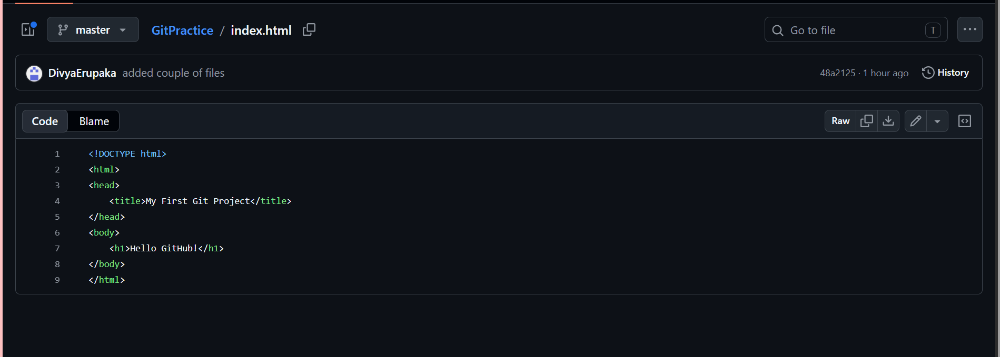 master GitPractice / index.html Go to file T
DivyaErupaka added couple of files 48a2125 · 1 hour ago History
Code Blame Raw
1 <!DOCTYPE html>
2 <html>
3 <head>
4     <title>My First Git Project</title>
5 </head>
6 <body>
7     <h1>Hello GitHub!</h1>
8 </body>
9 </html>